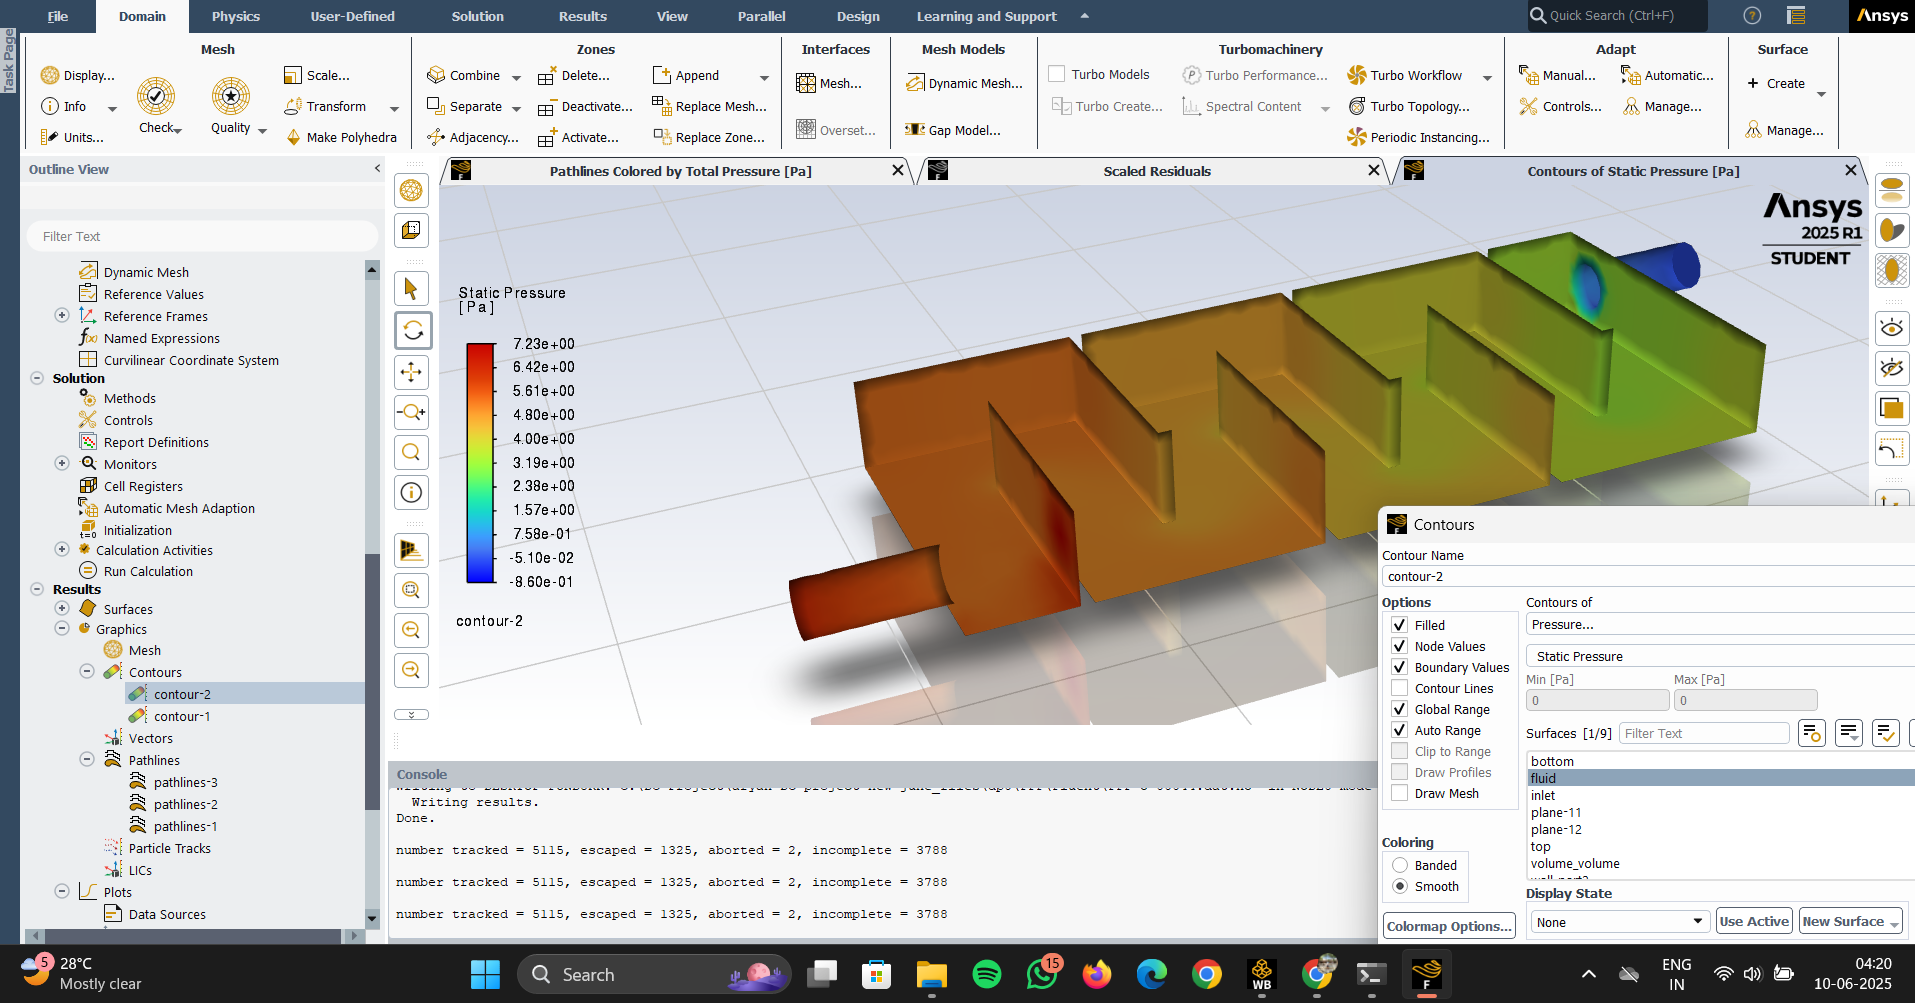 File
Domain
Physics
User-Defined
Solution
Results
View
Parallel
Design
Learning and Support
Quick Search (Ctrl+F)
Ansys
Task Page
Mesh
Display...
Info
Units...
Check
Quality
Scale...
Transform
Make Polyhedra
Zones
Combine
Separate
Adjacency...
Delete...
Deactivate...
Activate...
Append
Replace Mesh...
Replace Zone...
Interfaces
Mesh...
Overset...
Mesh Models
Dynamic Mesh...
Gap Model...
Turbomachinery
Turbo Models
Turbo Create...
Turbo Performance...
Spectral Content
Turbo Workflow
Turbo Topology...
Periodic Instancing...
Adapt
Manual...
Controls...
Automatic...
Manage...
Surface
Create
Manage...
Outline View
Filter Text
Dynamic Mesh
Reference Values
Reference Frames
Named Expressions
Curvilinear Coordinate System
Solution
Methods
Controls
Report Definitions
Monitors
Cell Registers
Automatic Mesh Adaption
Initialization
Calculation Activities
Run Calculation
Results
Surfaces
Graphics
Mesh
Contours
contour-2
contour-1
Vectors
Pathlines
pathlines-3
pathlines-2
pathlines-1
Particle Tracks
LICs
Plots
Data Sources
Pathlines Colored by Total Pressure [Pa]
Scaled Residuals
Contours of Static Pressure [Pa]
Ansys
2025 R1
STUDENT
Static Pressure
[Pa]
7.23e+00
6.42e+00
5.61e+00
4.80e+00
4.00e+00
3.19e+00
2.38e+00
1.57e+00
7.58e-01
-5.10e-02
-8.60e-01
contour-2
Console
Writing results.
Done.
number tracked = 5115, escaped = 1325, aborted = 2, incomplete = 3788
number tracked = 5115, escaped = 1325, aborted = 2, incomplete = 3788
number tracked = 5115, escaped = 1325, aborted = 2, incomplete = 3788
Contours
Contour Name
contour-2
Options
Filled
Node Values
Boundary Values
Contour Lines
Global Range
Auto Range
Clip to Range
Draw Profiles
Draw Mesh
Coloring
Banded
Smooth
Colormap Options...
Contours of
Pressure...
Static Pressure
Min [Pa]
Max [Pa]
0
0
Surfaces [1/9]
Filter Text
bottom
fluid
inlet
plane-11
plane-12
top
volume_volume
Display State
None
Use Active
New Surface
5
28°C
Mostly clear
Search
15
WB
F
ENG
IN
04:20
10-06-2025